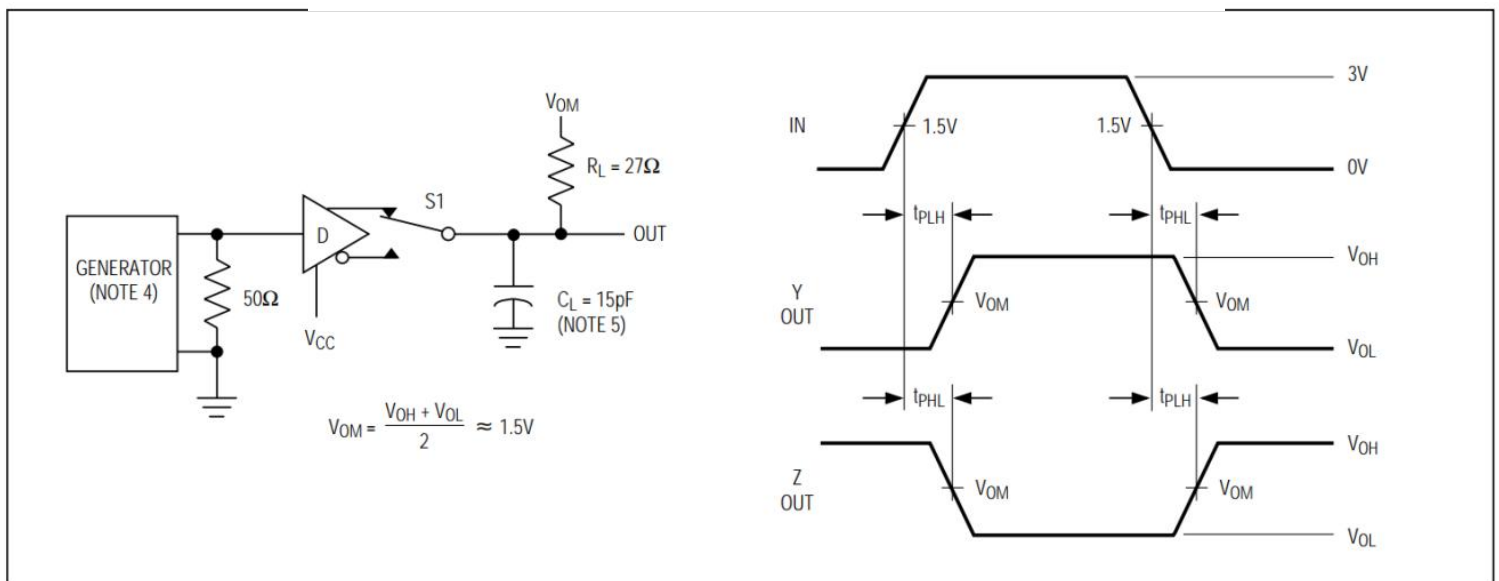 GENERATOR
(NOTE 4)
50Ω
D
VCC
S1
VOM
RL = 27Ω
OUT
CL = 15pF
(NOTE 5)
VOM = VOH + VOL
2
≈ 1.5V
IN
1.5V
1.5V
3V
0V
tPLH
tPHL
Y
OUT
VOM
VOM
VOH
VOL
tPHL
tPLH
Z
OUT
VOM
VOM
VOH
VOL